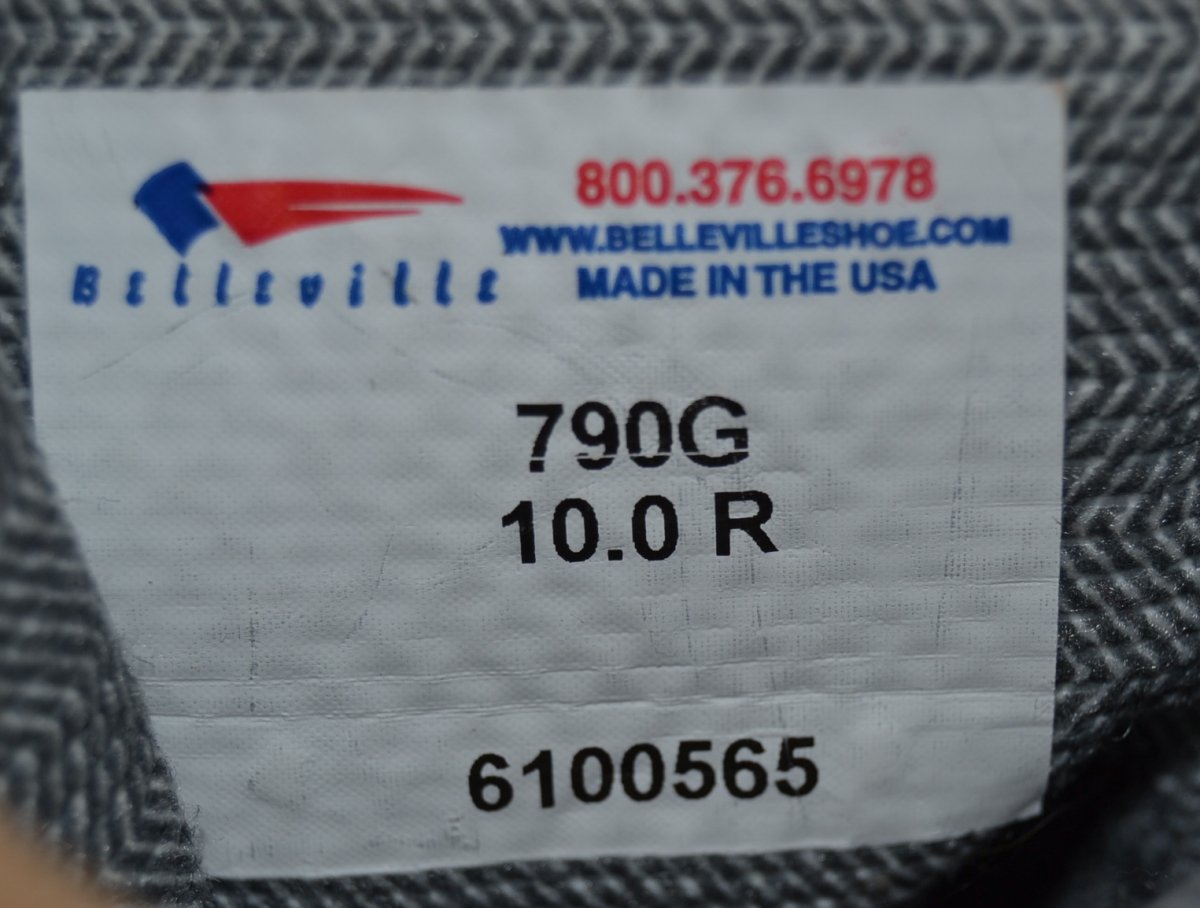 Belleville
800.376.6978
WWW.BELLEVILLESHOE.COM
MADE IN THE USA
790G
10.0 R
6100565